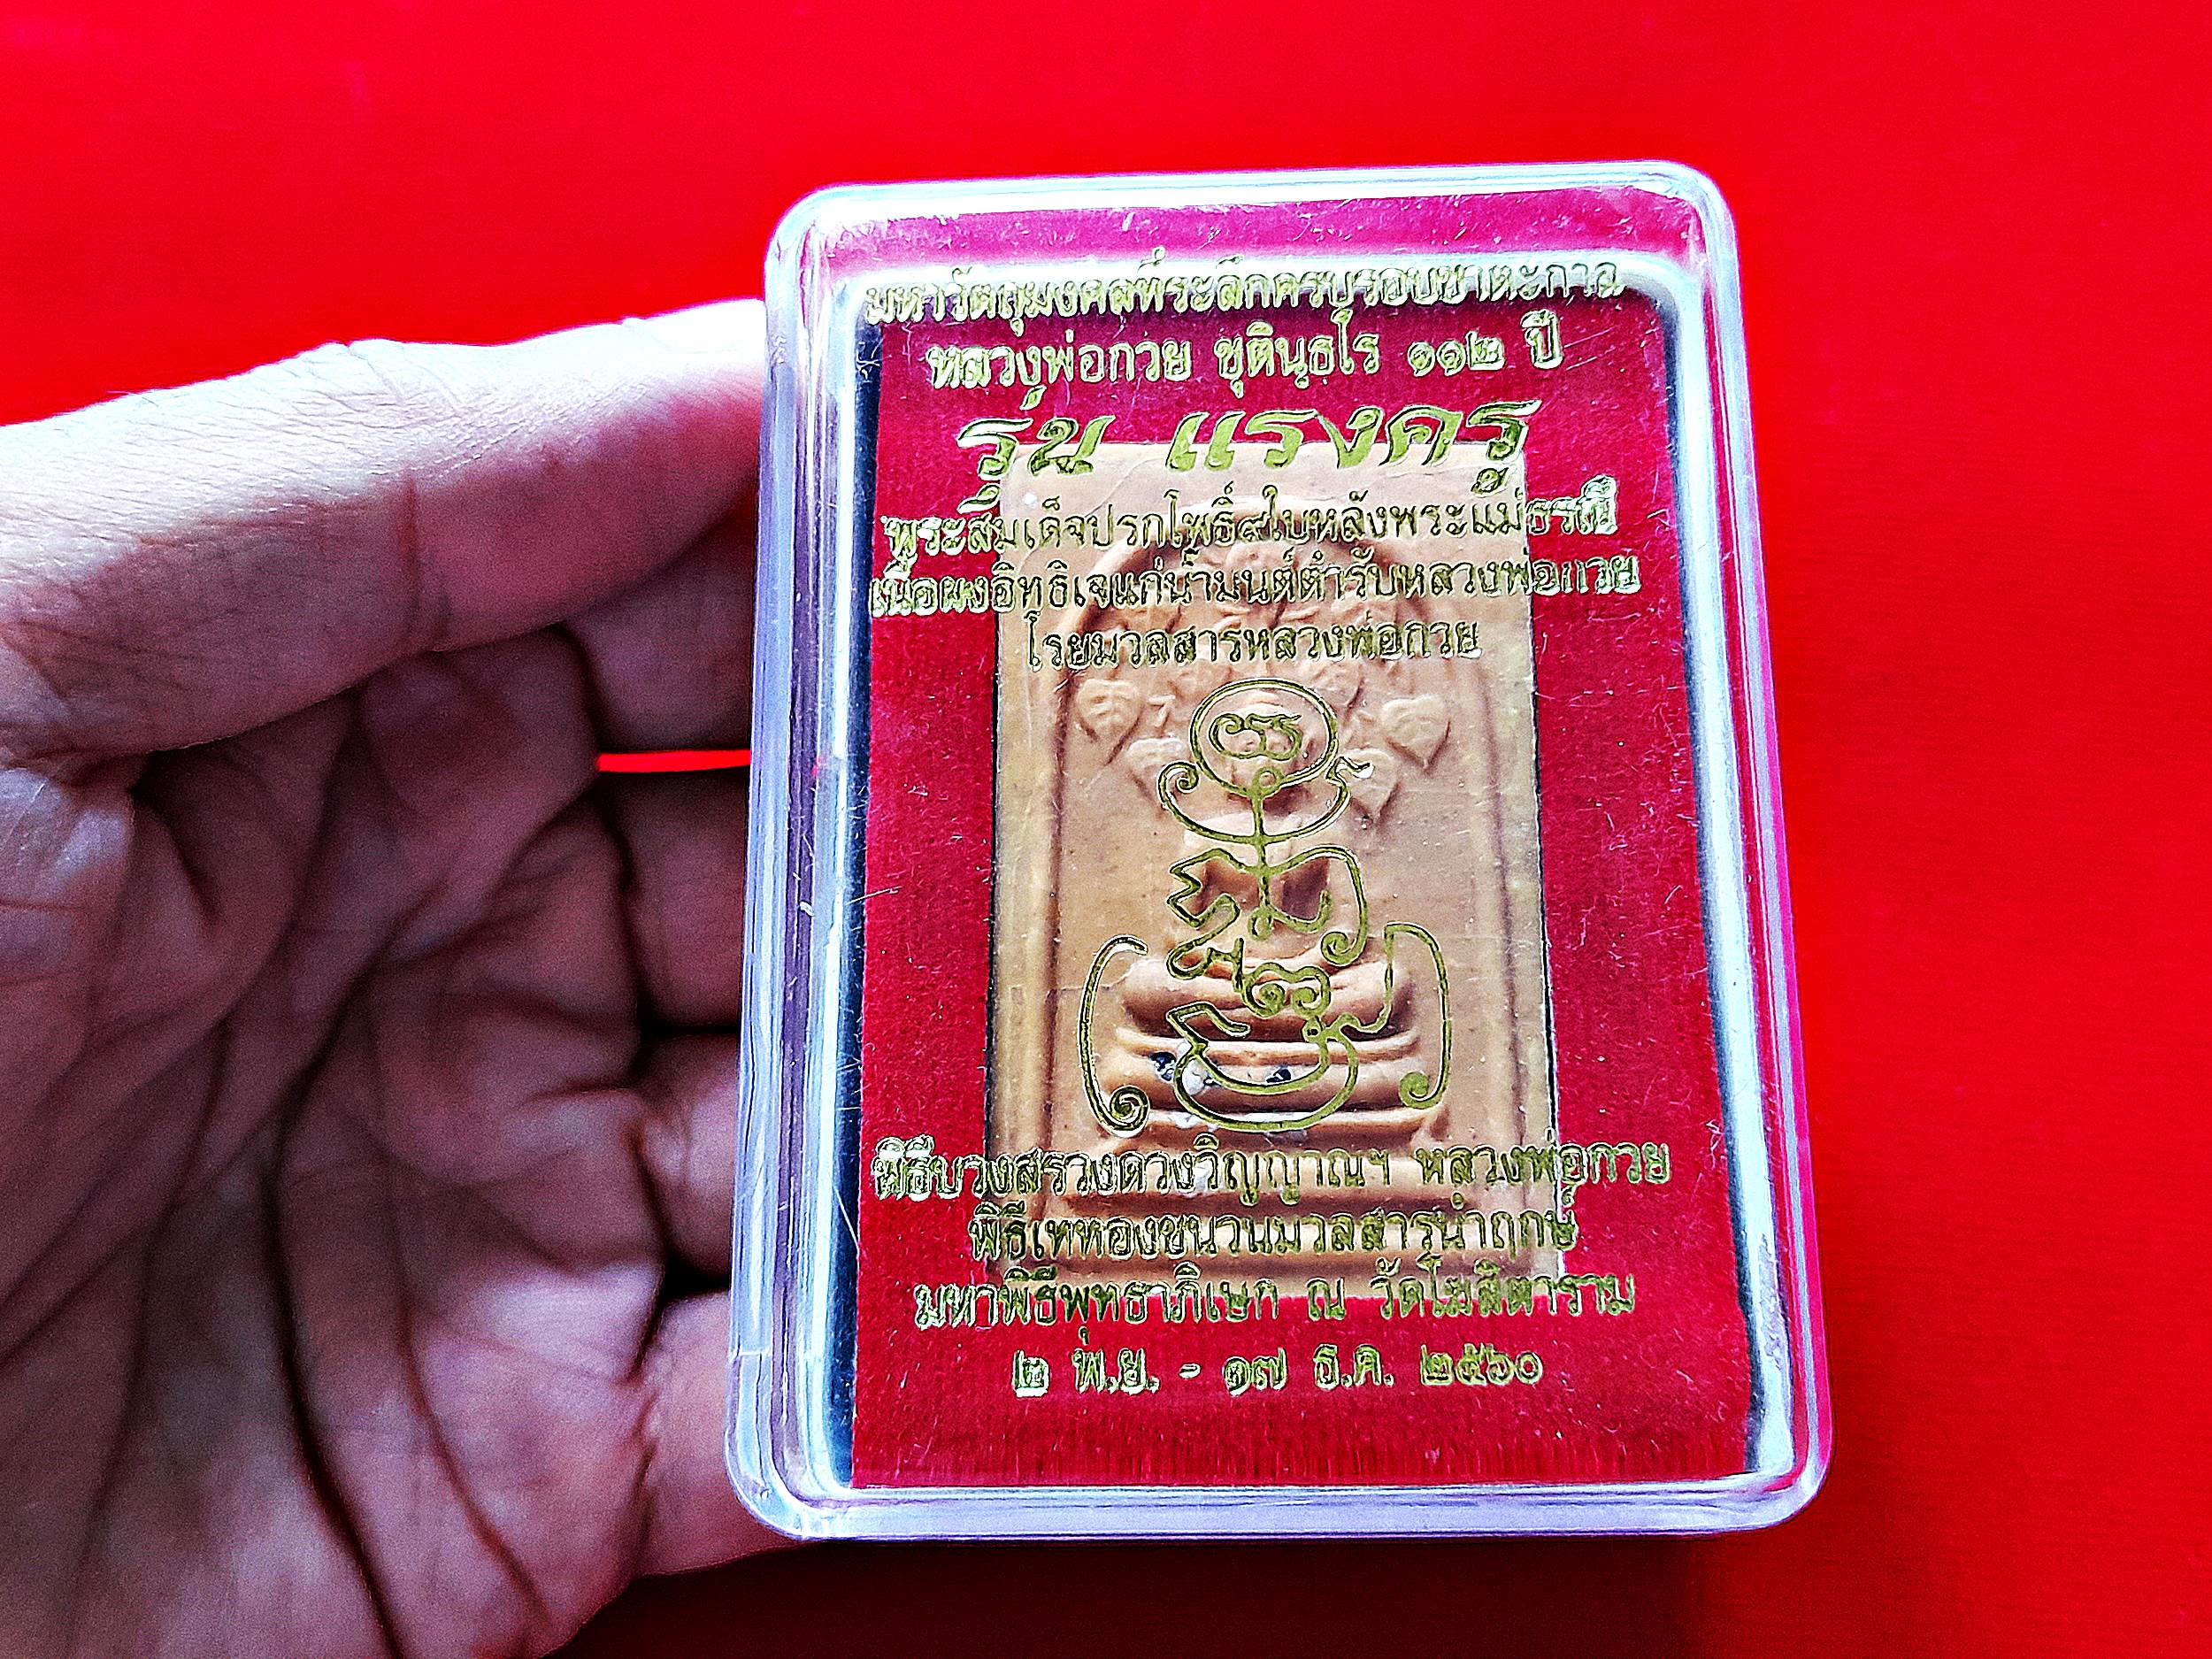 มหาวัตถุมงคลที่ระลึกครบรอบชาตะกาล
หลวงพ่อกวย ชุตินฺธโร ๑๑๒ ปี
รุ่น แรงครู
พระสมเด็จปรกโพธิ์๙ใบหลังพระแม่ธรณี
เนื้อผงอิทธิเจแก่น้ำมนต์ตำรับหลวงพ่อกวย
โรยมวลสารหลวงพ่อกวย
พิธีบวงสรวงดวงวิญญาณฯ หลวงพ่อกวย
พิธีเททองชนวนมวลสารนำฤกษ์
มหาพิธีพุทธาภิเษก ณ วัดโฆสิตาราม
๒ พ.ย. - ๑๗ ธ.ค. ๒๕๖๐